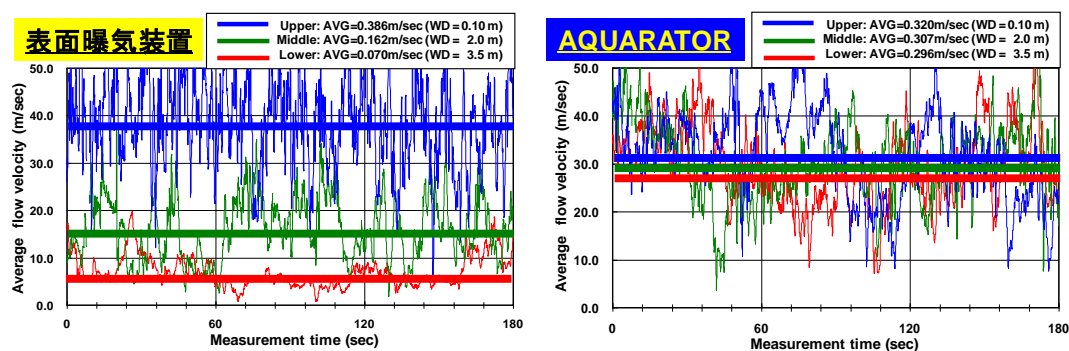 表面曝気装置
Upper: AVG=0.386m/sec (WD = 0.10 m)
Middle: AVG=0.162m/sec (WD = 2.0 m)
Lower: AVG=0.070m/sec (WD = 3.5 m)
Average flow velocity (m/sec)
50.0
40.0
30.0
20.0
10.0
0.0
0 60 120 180
Measurement time (sec)
AQUARATOR
Upper: AVG=0.320m/sec (WD = 0.10 m)
Middle: AVG=0.307m/sec (WD = 2.0 m)
Lower: AVG=0.296m/sec (WD = 3.5 m)
Average flow velocity (m/sec)
50.0
40.0
30.0
20.0
10.0
0.0
0 60 120 180
Measurement time (sec)